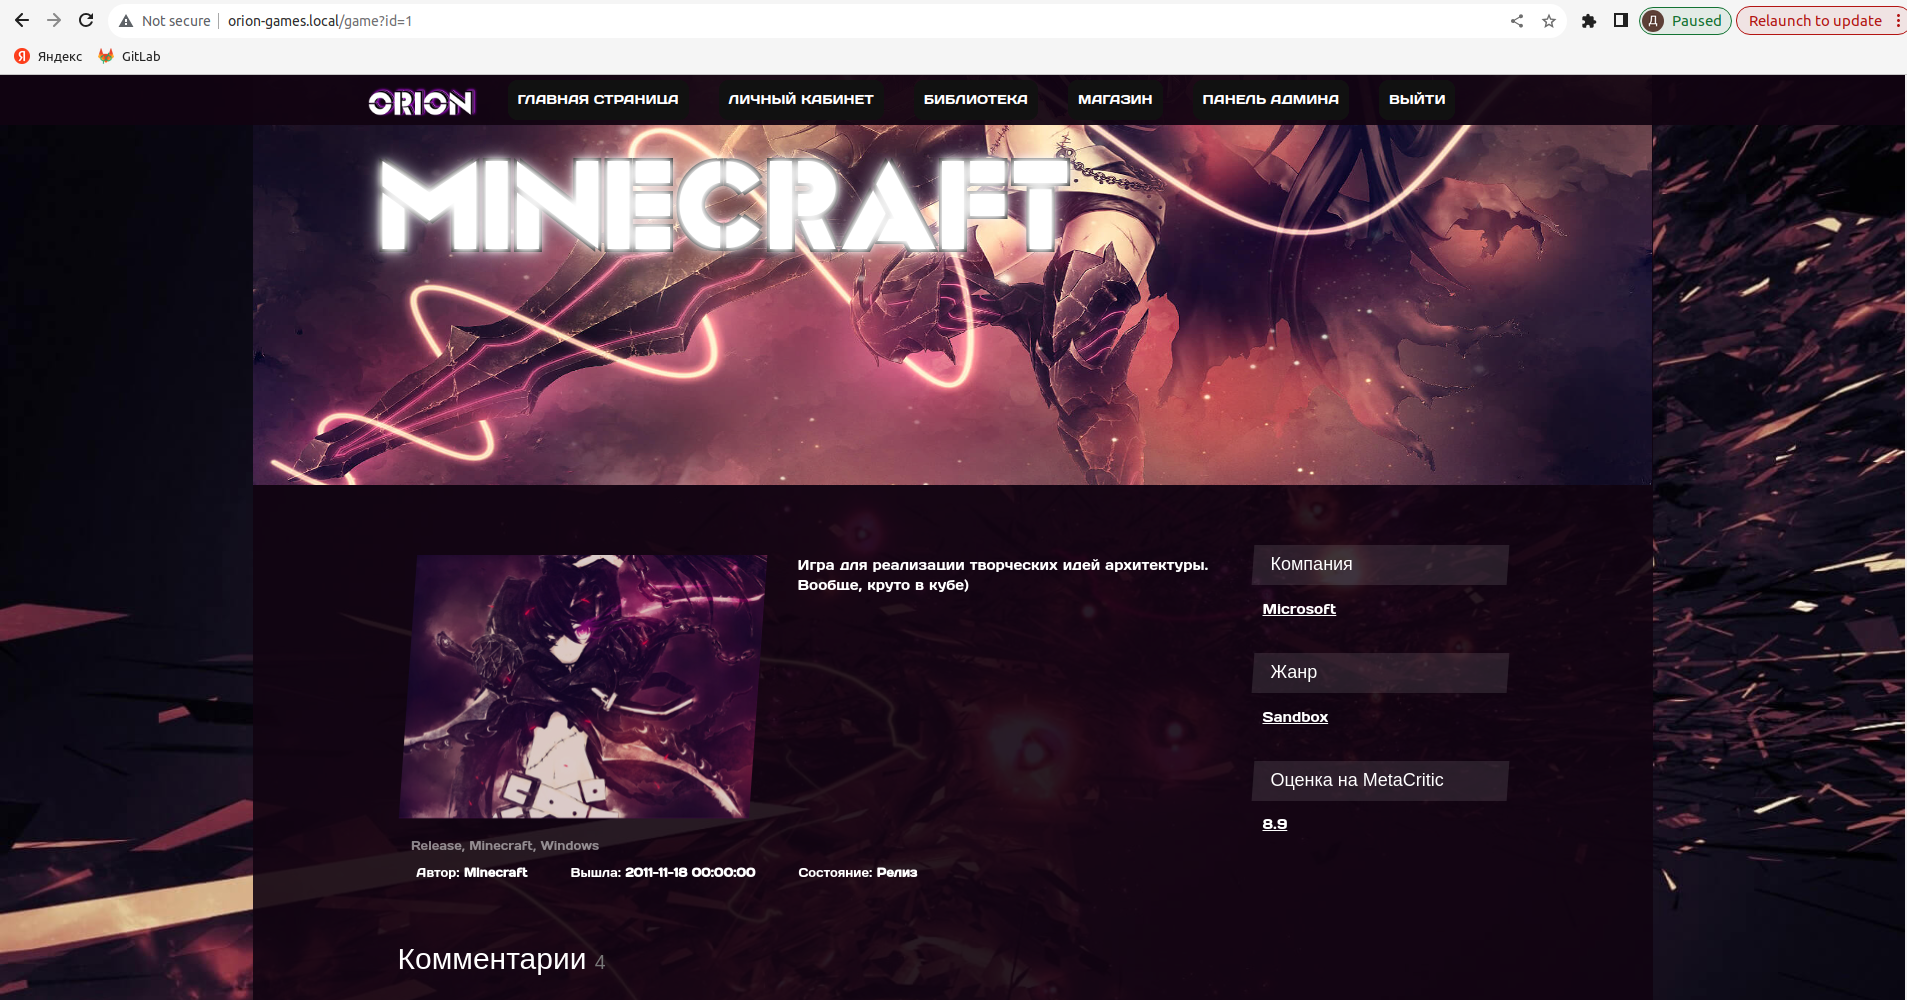 Not secure orion-games.local/game?id=1 Д Paused Relaunch to update
Я Яндекс GitLab
ORION ГЛАВНАЯ СТРАНИЦА ЛИЧНЫЙ КАБИНЕТ БИБЛИОТЕКА МАГАЗИН ПАНЕЛЬ АДМИНА ВЫЙТИ
MINECRAFT
Игра для реализации творческих идей архитектуры.
Вообще, круто в кубе)
Компания
Microsoft
Жанр
Sandbox
Оценка на MetaCritic
8.9
Release, Minecraft, Windows
Автор: Minecraft Вышла: 2011-11-18 00:00:00 Состояние: Релиз
Комментарии 4